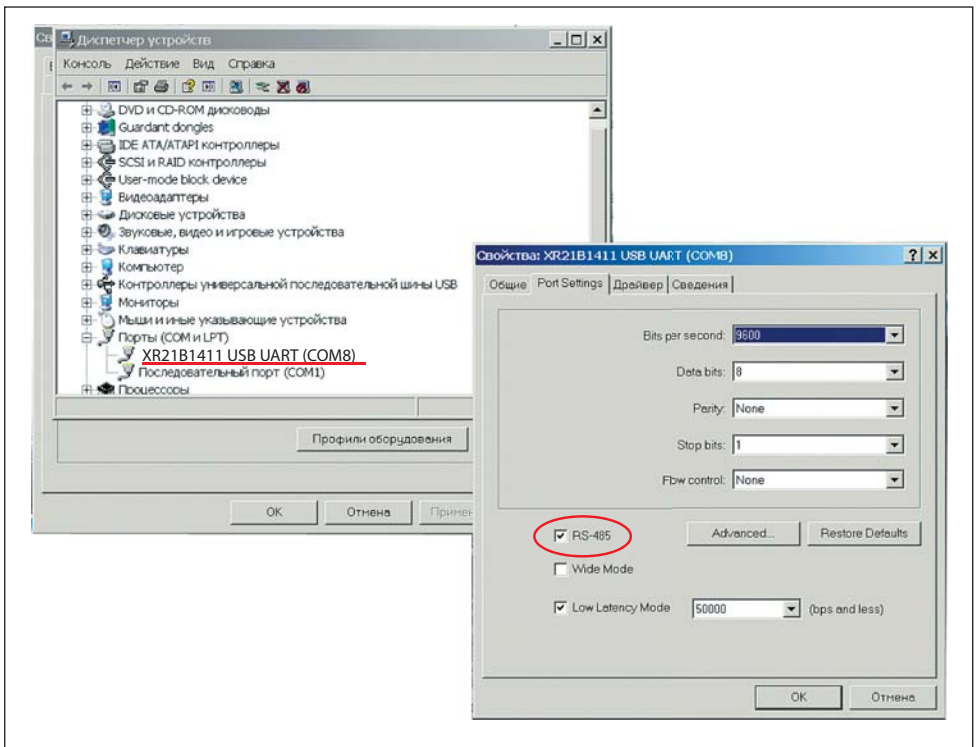 Св
Диспетчер устройств
Консоль Действие Вид Справка
DVD и CD-ROM дисководы
Guardant dongles
IDE ATA/ATAPI контроллеры
SCSI и RAID контроллеры
User-mode block device
Видеоадаптеры
Дисковые устройства
Звуковые, видео и игровые устройства
Клавиатуры
Компьютер
Контроллеры универсальной последовательной шины USB
Мониторы
Мыши и иные указывающие устройства
Порты (COM и LPT)
XR21B1411 USB UART (COM8)
Последовательный порт (COM1)
Процессоры
Профили оборудования
OK Отмена Примен
Свойства: XR21B1411 USB UART (COM8)
Общие Port Settings Драйвер Сведения
Bits per second: 9600
Data bits: 8
Parity: None
Stop bits: 1
Flow control: None
RS-485 Advanced... Restore Defaults
Wide Mode
Low Latency Mode 50000 (bps and less)
OK Отмена